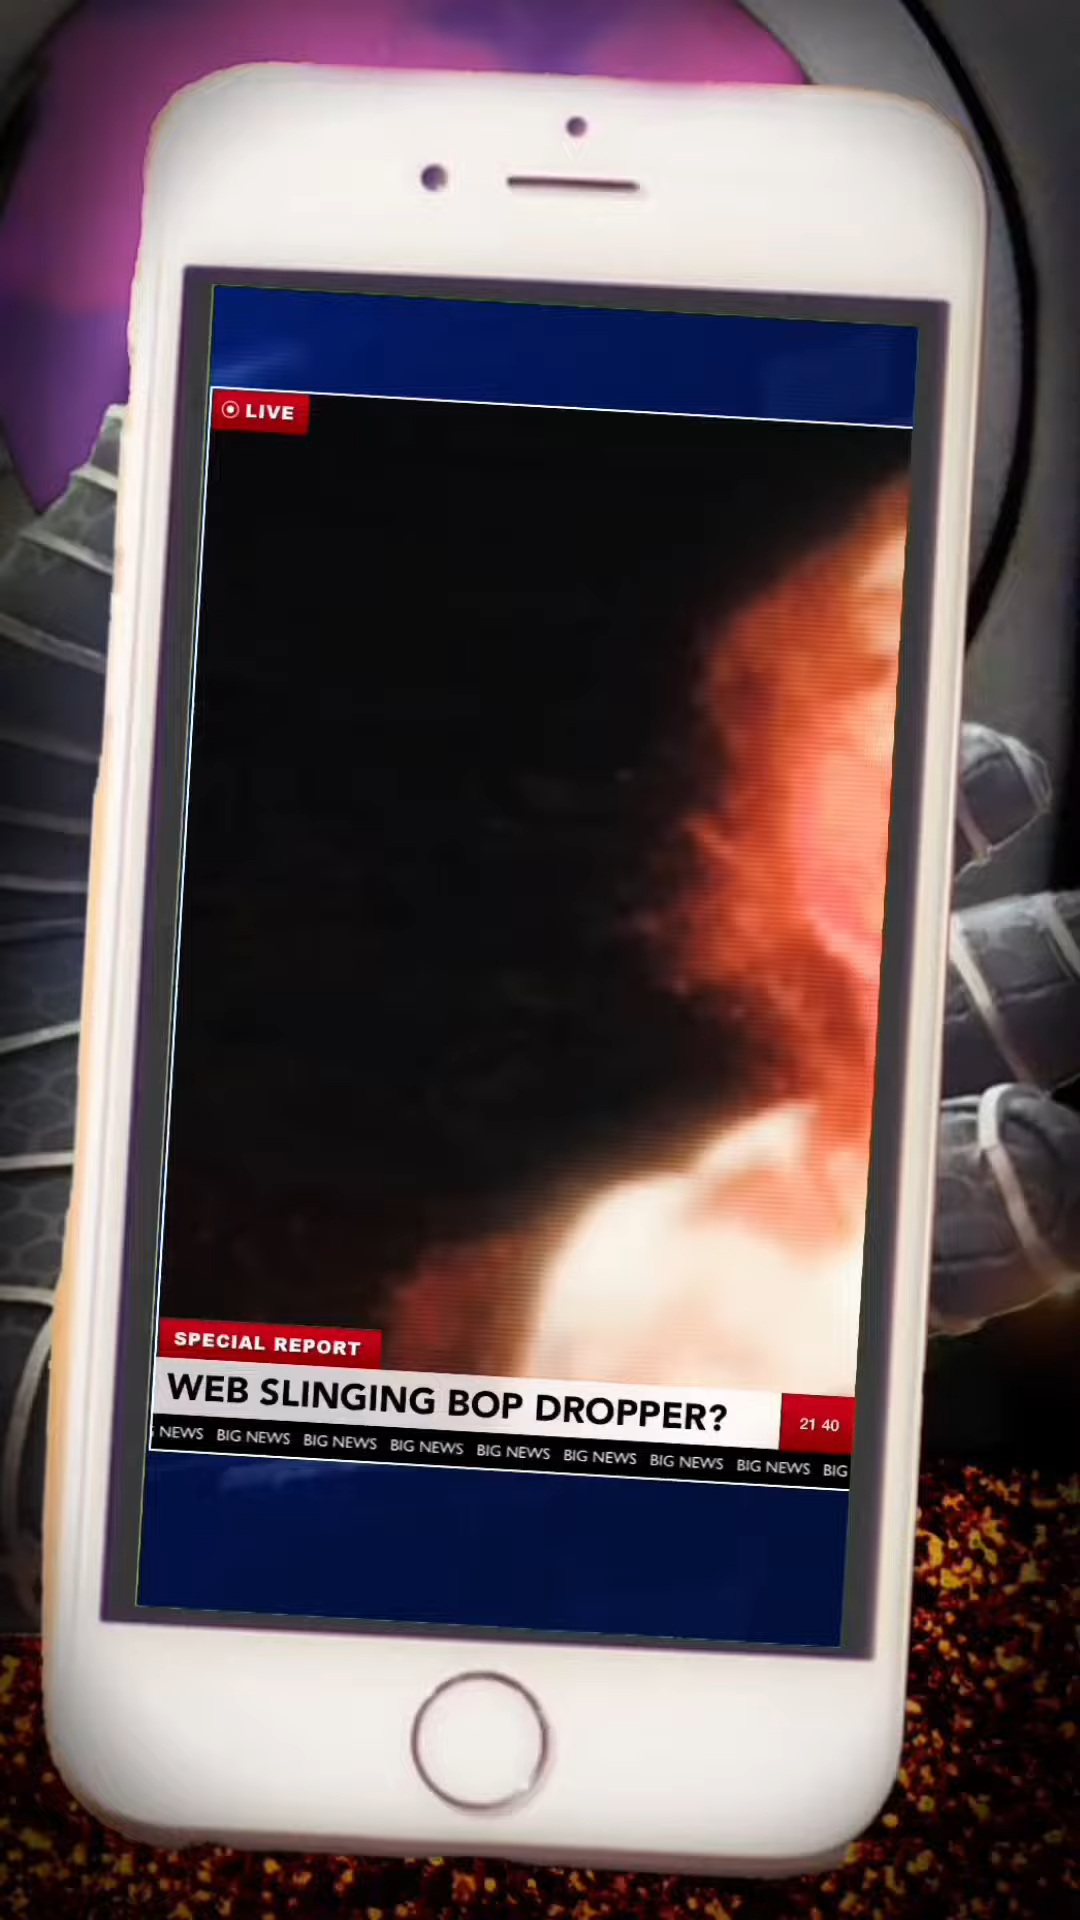 LIVE
SPECIAL REPORT
WEB SLINGING BOP DROPPER?
21 40
NEWS BIG NEWS BIG NEWS BIG NEWS BIG NEWS BIG NEWS BIG NEWS BIG NEWS BIG